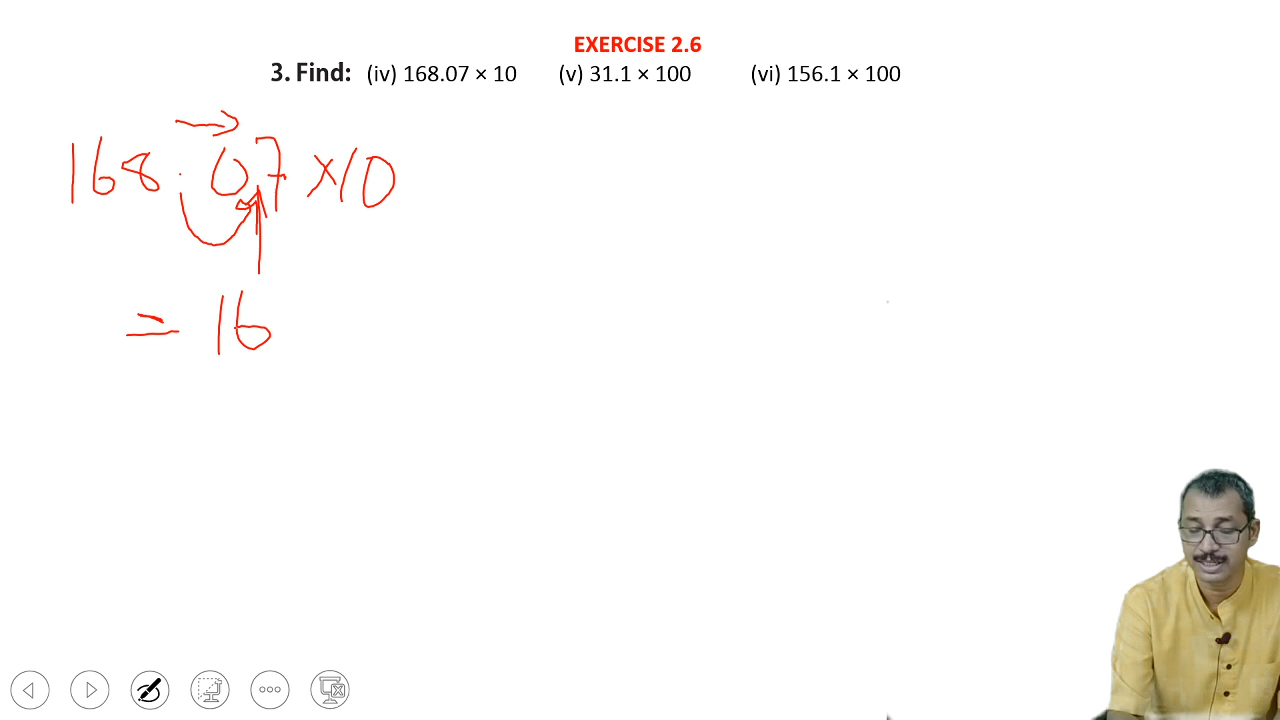 EXERCISE 2.6
3. Find: (iv) 168.07 × 10 (v) 31.1 × 100 (vi) 156.1 × 100
168.07 × 10
= 16